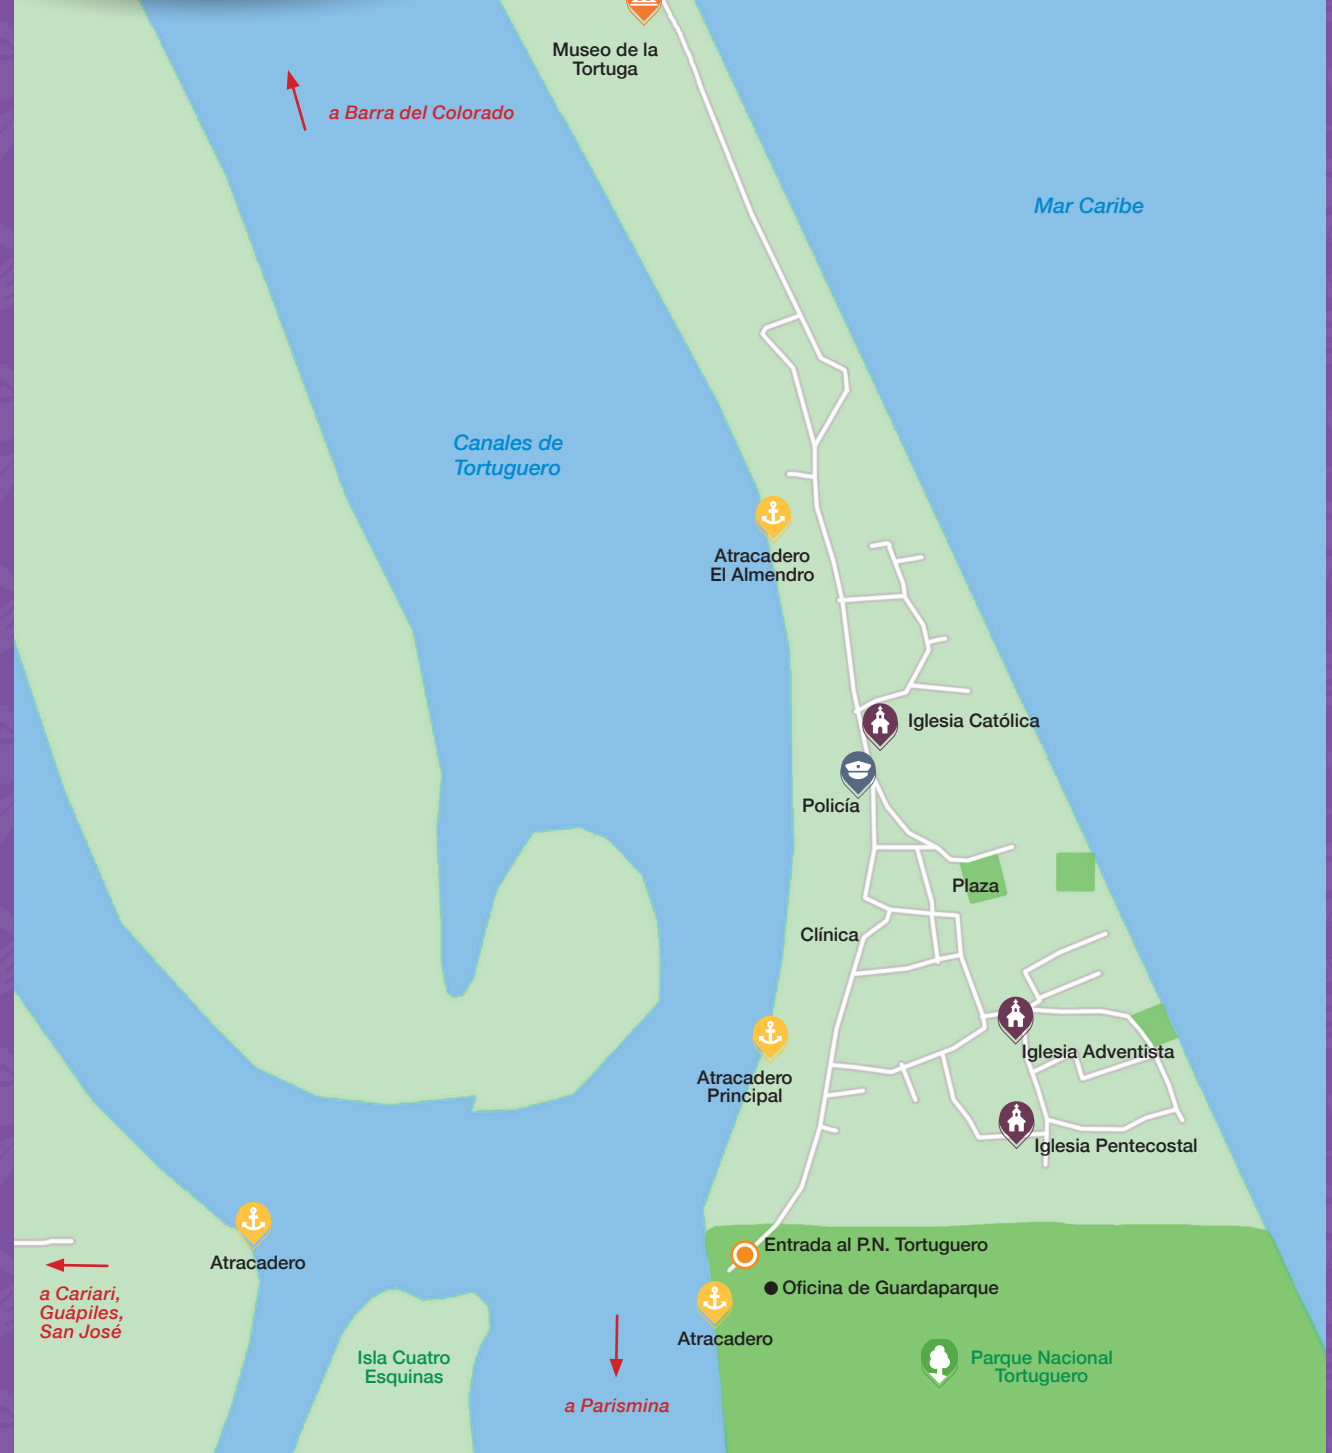 Museo de la
Tortuga
a Barra del Colorado
Mar Caribe
Canales de
Tortuguero
Atracadero
El Almendro
Iglesia Católica
Policía
Plaza
Clínica
Iglesia Adventista
Atracadero
Principal
Iglesia Pentecostal
Entrada al P.N. Tortuguero
Atracadero
Oficina de Guardaparque
a Cariari,
Guápiles,
San José
Atracadero
Isla Cuatro
Esquinas
Parque Nacional
Tortuguero
a Parismina